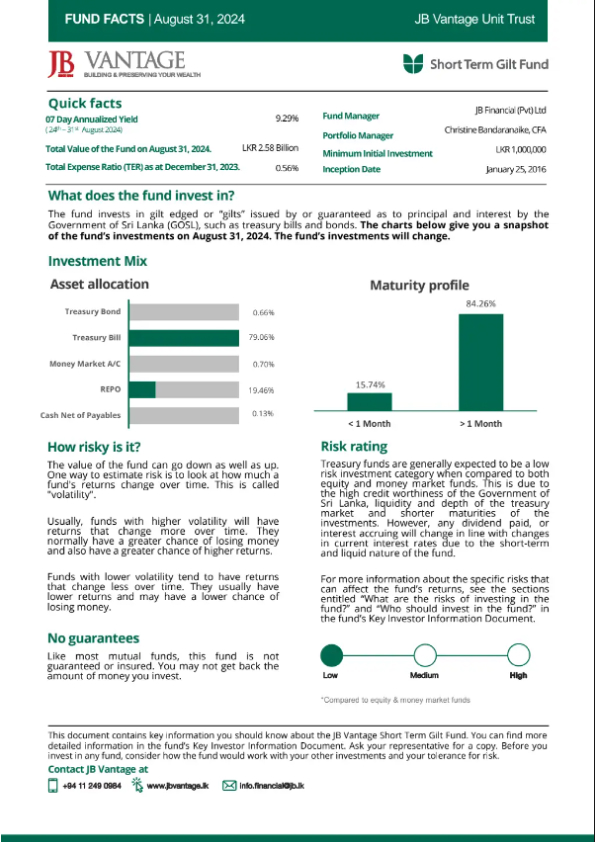 FUND FACTS | August 31, 2024
JB Vantage Unit Trust
JB VANTAGE
BUILDING & PRESERVING YOUR WEALTH
Short Term Gilt Fund
Quick facts
07 Day Annualized Yield
( 24th – 31st August 2024)
9.29%
Total Value of the Fund on August 31, 2024.
LKR 2.58 Billion
Total Expense Ratio (TER) as at December 31, 2023.
0.56%
Fund Manager
JB Financial (Pvt) Ltd
Portfolio Manager
Christine Bandaranaike, CFA
Minimum Initial Investment
LKR 1,000,000
Inception Date
January 25, 2016
What does the fund invest in?
The fund invests in gilt edged or “gilts” issued by or guaranteed as to principal and interest by the
Government of Sri Lanka (GOSL), such as treasury bills and bonds. The charts below give you a snapshot
of the fund’s investments on August 31, 2024. The fund’s investments will change.
Investment Mix
Asset allocation
Treasury Bond
0.66%
Treasury Bill
79.06%
Money Market A/C
0.70%
REPO
19.46%
Cash Net of Payables
0.13%
Maturity profile
84.26%
15.74%
< 1 Month
> 1 Month
How risky is it?
The value of the fund can go down as well as up.
One way to estimate risk is to look at how much a
fund’s returns change over time. This is called
“volatility”.
Usually, funds with higher volatility will have
returns that change more over time. They
normally have a greater chance of losing money
and also have a greater chance of higher returns.
Funds with lower volatility tend to have returns
that change less over time. They usually have
lower returns and may have a lower chance of
losing money.
No guarantees
Like most mutual funds, this fund is not
guaranteed or insured. You may not get back the
amount of money you invest.
Risk rating
Treasury funds are generally expected to be a low
risk investment category when compared to both
equity and money market funds. This is due to
the high credit worthiness of the Government of
Sri Lanka, liquidity and depth of the treasury
market and shorter maturities of the
investments. However, any dividend paid, or
interest accruing will change in line with changes
in current interest rates due to the short-term
and liquid nature of the fund.
For more information about the specific risks that
can affect the fund’s returns, see the sections
entitled “What are the risks of investing in the
fund?” and “Who should invest in the fund?” in
the fund’s Key Investor Information Document.
Low
Medium
High
*Compared to equity & money market funds
This document contains key information you should know about the JB Vantage Short Term Gilt Fund. You can find more
detailed information in the fund’s Key Investor Information Document. Ask your representative for a copy. Before you
invest in any fund, consider how the fund would work with your other investments and your tolerance for risk.
Contact JB Vantage at
+94 11 249 0984
www.jbvantage.lk
info.financial@jb.lk